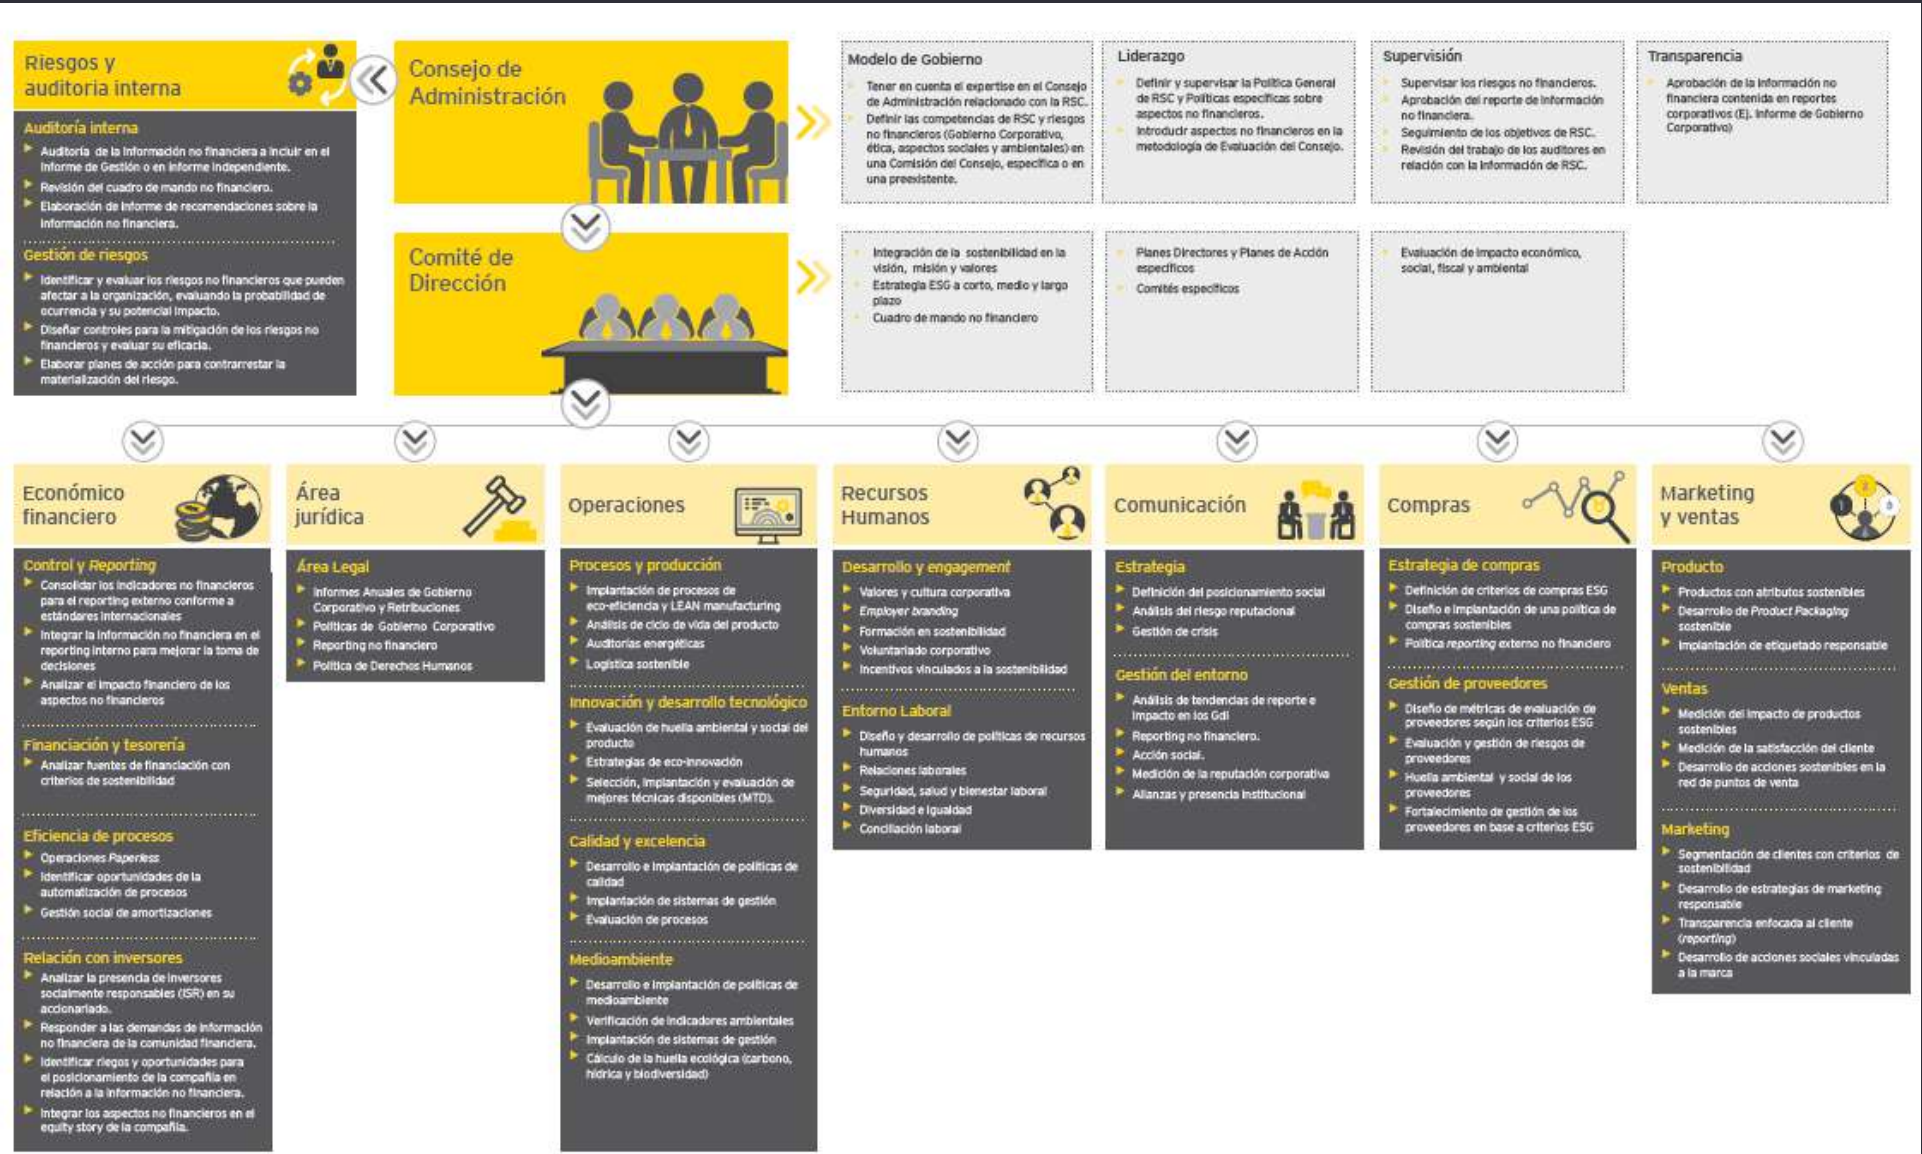 Riesgos y
auditoria interna
Auditoría interna
Auditoría de la información no financiera a incluir en el
Informe de Gestión o en informe independiente.
Revisión del cuadro de mando no financiero.
Elaboración de informe de recomendaciones sobre la
información no financiera.
Gestión de riesgos
Identificar y evaluar los riesgos no financieros que pueden
afectar a la organización, evaluando la probabilidad de
ocurrencia y su potencial impacto.
Diseñar controles para la mitigación de los riesgos no
financieros y evaluar su eficacia.
Elaborar planes de acción para contrarrestar la
materialización del riesgo.
Consejo de
Administración
Modelo de Gobierno
Tener en cuenta el expertise en el Consejo
de Administración relacionado con la RSC.
Definir las competencias de RSC y riesgos
no financieros (Gobierno Corporativo,
ética, aspectos sociales y ambientales) en
una Comisión del Consejo, específica o en
una preexistente.
Liderazgo
Definir y supervisar la Política General
de RSC y Políticas específicas sobre
aspectos no financieros.
Introducir aspectos no financieros en la
metodología de Evaluación del Consejo.
Supervisión
Supervisar los riesgos no financieros.
Aprobación del reporte de información
no financiera.
Seguimiento de los objetivos de RSC.
Revisión del trabajo de los auditores en
relación con la información de RSC.
Transparencia
Aprobación de la información no
financiera contenida en reportes
corporativos (Ej. Informe de Gobierno
Corporativo)
Comité de
Dirección
Integración de la sostenibilidad en la
visión, misión y valores
Estrategia ESG a corto, medio y largo
plazo
Cuadro de mando no financiero
Planes Directores y Planes de Acción
específicos
Comités específicos
Evaluación de impacto económico,
social, fiscal y ambiental
Económico
financiero
Control y Reporting
Consolidar los indicadores no financieros
para el reporting externo conforme a
estándares internacionales
Integrar la información no financiera en el
reporting interno para mejorar la toma de
decisiones
Analizar el impacto financiero de los
aspectos no financieros
Financiación y tesorería
Analizar fuentes de financiación con
criterios de sostenibilidad
Eficiencia de procesos
Operaciones Paperless
Identificar oportunidades de la
automatización de procesos
Gestión social de amortizaciones
Relación con inversores
Analizar la presencia de inversores
socialmente responsables (ISR) en su
accionariado.
Responder a las demandas de información
no financiera de la comunidad financiera.
Identificar riegos y oportunidades para
el posicionamiento de la compañía en
relación a la información no financiera.
Integrar los aspectos no financieros en el
equity story de la compañía.
Área
jurídica
Área Legal
Informes Anuales de Gobierno
Corporativo y Retribuciones
Políticas de Gobierno Corporativo
Reporting no financiero
Política de Derechos Humanos
Operaciones
Procesos y producción
Implantación de procesos de
eco-eficiencia y LEAN manufacturing
Análisis de ciclo de vida del producto
Auditorías energéticas
Logística sostenible
Innovación y desarrollo tecnológico
Evaluación de huella ambiental y social del
producto
Estrategias de eco-innovación
Selección, implantación y evaluación de
mejores técnicas disponibles (MTD).
Calidad y excelencia
Desarrollo e implantación de políticas de
calidad
Implantación de sistemas de gestión
Evaluación de procesos
Medioambiente
Desarrollo e implantación de políticas de
medioambiente
Verificación de indicadores ambientales
Implantación de sistemas de gestión
Cálculo de la huella ecológica (carbono,
hídrica y biodiversidad)
Recursos
Humanos
Desarrollo y engagement
Valores y cultura corporativa
Employer branding
Formación en sostenibilidad
Voluntariado corporativo
Incentivos vinculados a la sostenibilidad
Entorno Laboral
Diseño y desarrollo de políticas de recursos
humanos
Relaciones laborales
Seguridad, salud y bienestar laboral
Diversidad e igualdad
Conciliación laboral
Comunicación
Estrategia
Definición del posicionamiento social
Análisis del riesgo reputacional
Gestión de crisis
Gestión del entorno
Análisis de tendencias de reporte e
impacto en los GdI
Reporting no financiero.
Acción social.
Medición de la reputación corporativa
Alianzas y presencia institucional
Compras
Estrategia de compras
Definición de criterios de compras ESG
Diseño e implantación de una política de
compras sostenibles
Política reporting externo no financiero
Gestión de proveedores
Diseño de métricas de evaluación de
proveedores según los criterios ESG
Evaluación y gestión de riesgos de
proveedores
Huella ambiental y social de los
proveedores
Fortalecimiento de gestión de los
proveedores en base a criterios ESG
Marketing
y ventas
Producto
Productos con atributos sostenibles
Desarrollo de Product Packaging
sostenible
Implantación de etiquetado responsable
Ventas
Medición del impacto de productos
sostenibles
Medición de la satisfacción del cliente
Desarrollo de acciones sostenibles en la
red de puntos de venta
Marketing
Segmentación de clientes con criterios de
sostenibilidad
Desarrollo de estrategias de marketing
responsable
Transparencia enfocada al cliente
(reporting)
Desarrollo de acciones sociales vinculadas
a la marca